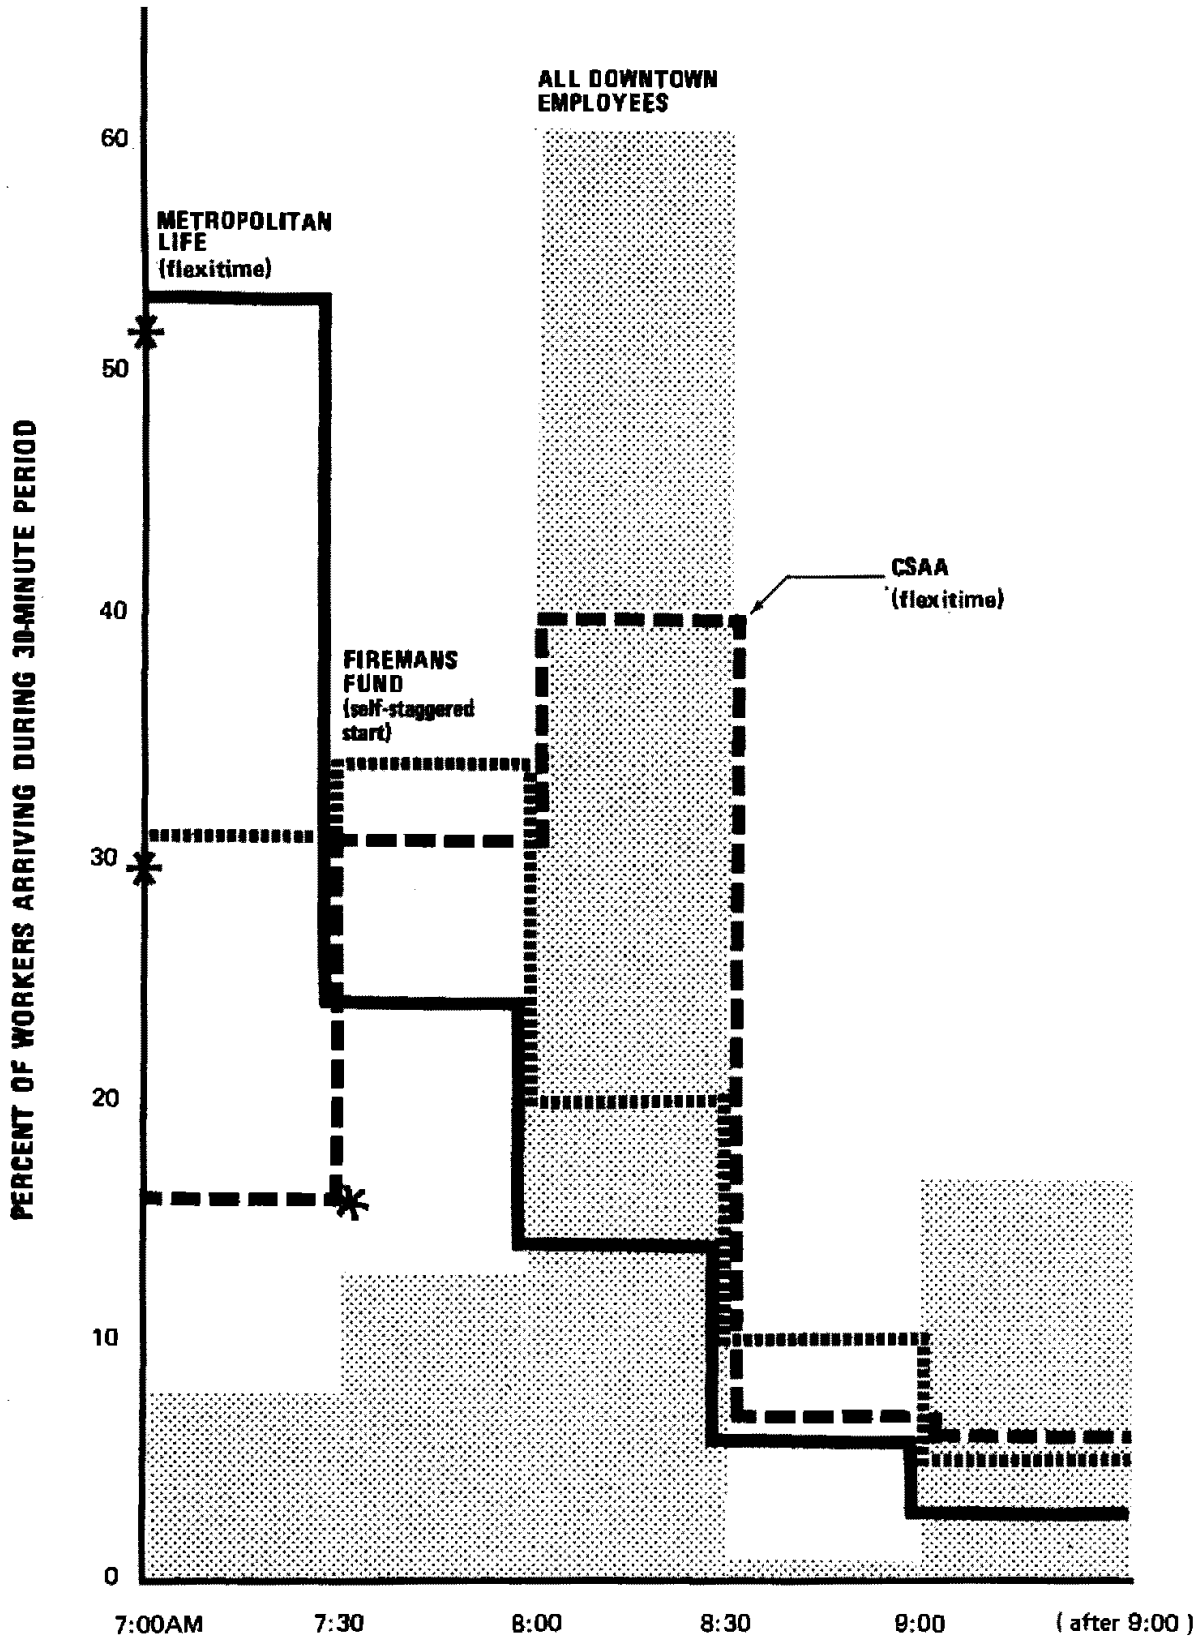 ALL DOWNTOWN
EMPLOYEES
60
METROPOLITAN
LIFE
(flexitime)
50
PERCENT OF WORKERS ARRIVING DURING 30-MINUTE PERIOD
CSAA
(flexitime)
40
FIREMANS
FUND
(self-staggered
start)
30
20
10
0
7:00AM
7:30
8:00
8:30
9:00
(after 9:00)